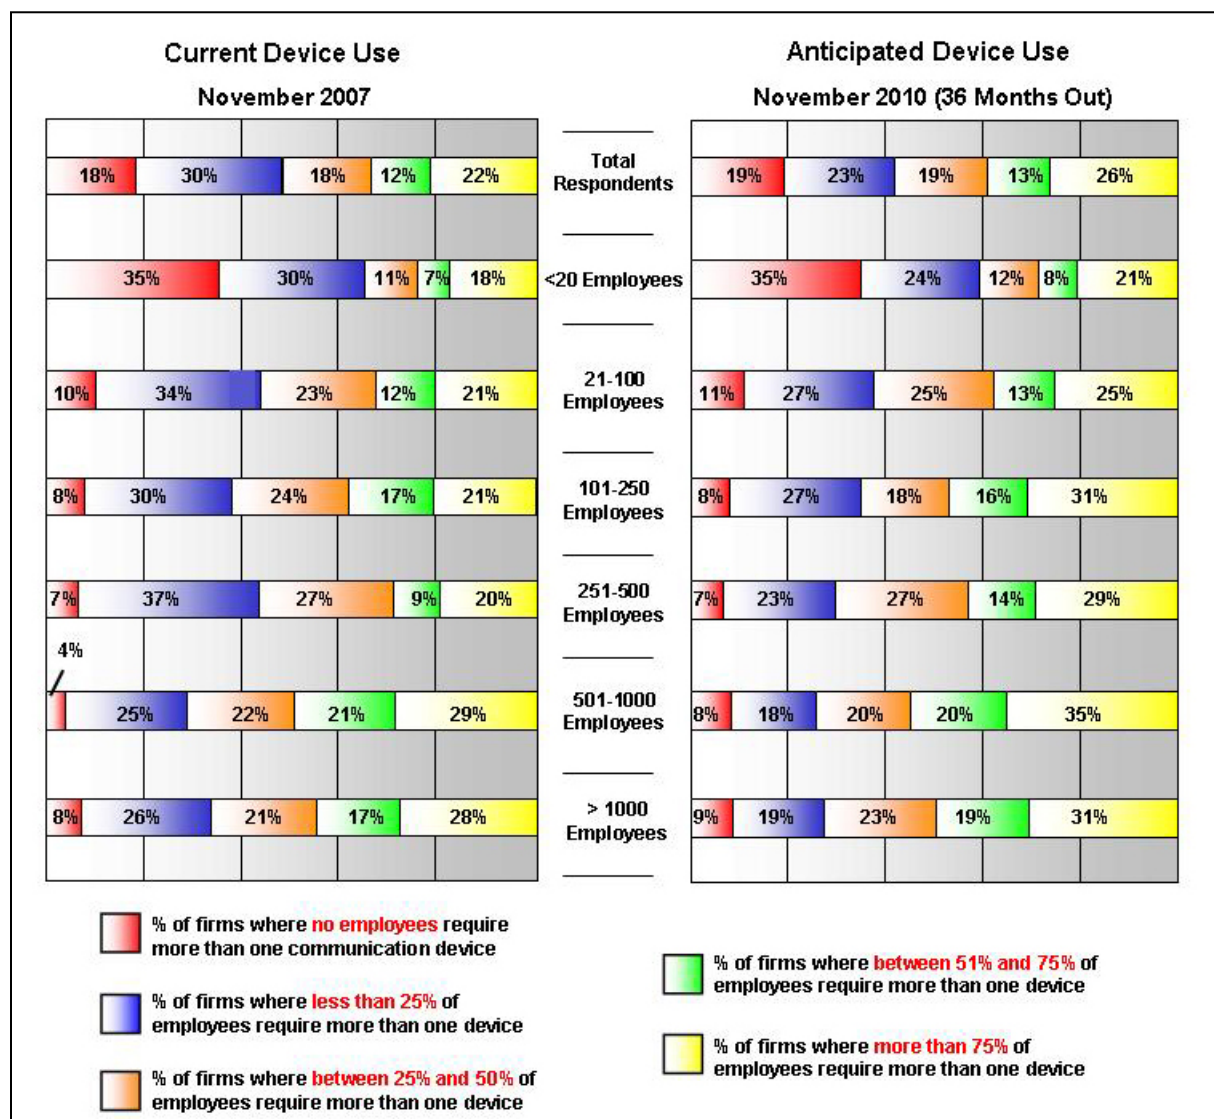 Current Device Use
November 2007
Anticipated Device Use
November 2010 (36 Months Out)
18% 30% 18% 12% 22%
Total
Respondents
19% 23% 19% 13% 26%
35% 30% 11% 7% 18%
<20 Employees
35% 24% 12% 8% 21%
10% 34% 23% 12% 21%
21-100
Employees
11% 27% 25% 13% 25%
8% 30% 24% 17% 21%
101-250
Employees
8% 27% 18% 16% 31%
7% 37% 27% 9% 20%
251-500
Employees
7% 23% 27% 14% 29%
4%
25% 22% 21% 29%
501-1000
Employees
8% 18% 20% 20% 35%
8% 26% 21% 17% 28%
> 1000
Employees
9% 19% 23% 19% 31%
% of firms where no employees require
more than one communication device
% of firms where less than 25% of
employees require more than one device
% of firms where between 25% and 50% of
employees require more than one device
% of firms where between 51% and 75% of
employees require more than one device
% of firms where more than 75% of
employees require more than one device